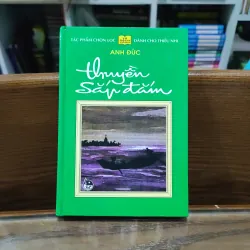 TÁC PHẨM CHỌN LỌC DÀNH CHO THIẾU NHI
ANH ĐỨC
Thuyền
sắp đắm